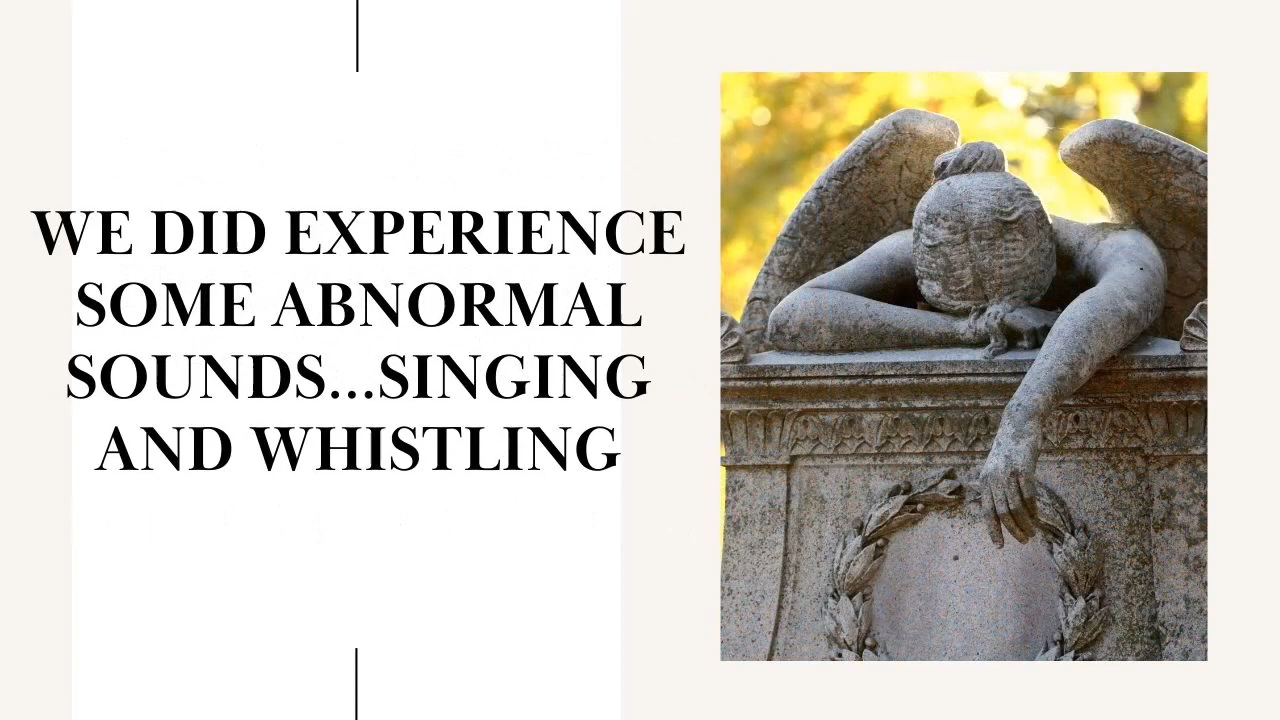 WE DID EXPERIENCE
SOME ABNORMAL
SOUNDS...SINGING
AND WHISTLING